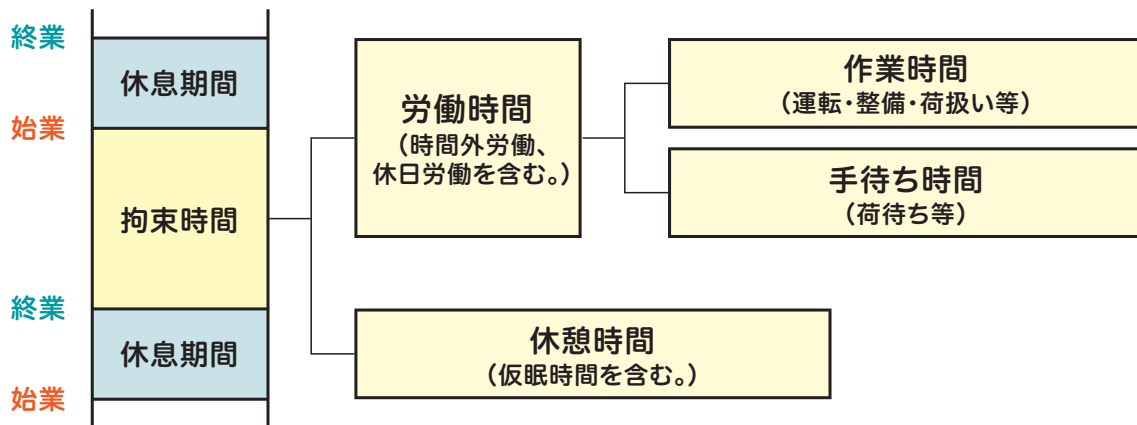 終業
休息期間
始業
拘束時間
終業
休息期間
始業
労働時間
（時間外労働、
休日労働を含む。）
作業時間
（運転・整備・荷扱い等）
手待ち時間
（荷待ち等）
休憩時間
（仮眠時間を含む。）